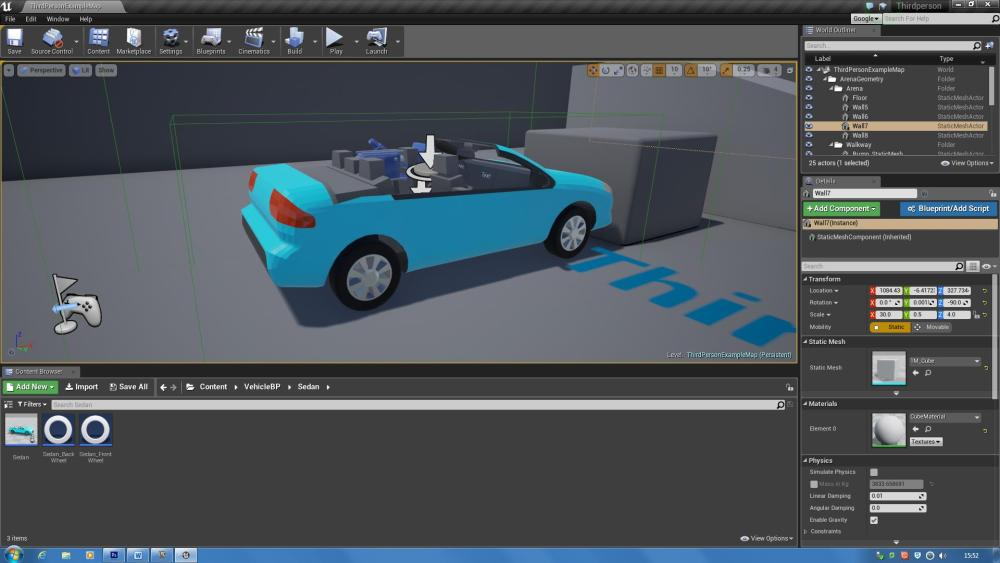 ThirdPersonExampleMap
Thirdperson
File Edit Window Help
Google Search For Help
Save Source Control Content Marketplace Settings Blueprints Cinematics Build Play Launch
Perspective Lit Show
10 10° 0.25 4
Thi
Level: ThirdPersonExampleMap (Persistent)
World Outliner
Search...
Label Type
ThirdPersonExampleMap World
ArenaGeometry Folder
Arena Folder
Floor StaticMeshActor
Wall5 StaticMeshActor
Wall6 StaticMeshActor
Wall7 StaticMeshActor
Wall8 StaticMeshActor
Walkway Folder
Bump_StaticMesh StaticMeshActor
25 actors (1 selected) View Options
Details
Wall7
Add Component Blueprint/Add Script
Wall7(Instance)
StaticMeshComponent (Inherited)
Search
Transform
Location X Y Z 327.734
Rotation X 0.0° Y Z -90.0
Scale X 30.0 Y 0.5 Z 4.0
Mobility Static Movable
Static Mesh
Static Mesh 1M_Cube
Materials
Element 0 CubeMaterial
Textures
Physics
Simulate Physics
Mass in Kg
Linear Damping 0.01
Angular Damping 0.0
Enable Gravity
Constraints
Content Browser
Add New Import Save All Content VehicleBP Sedan
Filters Search Sedan
Sedan
Sedan_Back Wheel
Sedan_Front Wheel
3 items View Options
15:52